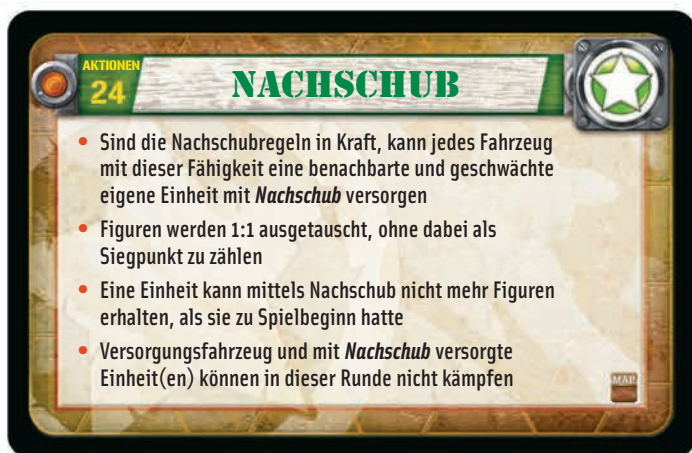 AKTIONEN
24
NACHSCHUB
• Sind die Nachschubregeln in Kraft, kann jedes Fahrzeug
mit dieser Fähigkeit eine benachbarte und geschwächte
eigene Einheit mit Nachschub versorgen
• Figuren werden 1:1 ausgetauscht, ohne dabei als
Siegpunkt zu zählen
• Eine Einheit kann mittels Nachschub nicht mehr Figuren
erhalten, als sie zu Spielbeginn hatte
• Versorgungsfahrzeug und mit Nachschub versorgte
Einheit(en) können in dieser Runde nicht kämpfen
MAP